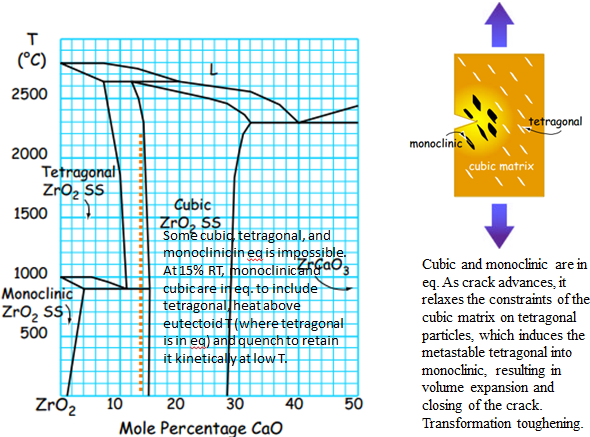 T
(°C)
2500
2000
1500
1000
500
L
Tetragonal
ZrO2 SS
Cubic
ZrO2 SS
Some cubic, tetragonal, and
monoclinic in eq is impossible.
At 15% RT, monoclinic and
cubic are in eq. to include
tetragonal, heat above
eutectoid T (where tetragonal
is in eq) and quench to retain
it kinetically at low T.
ZrCaO3
Monoclinic
ZrO2 SS
ZrO2 10 20 30 40 50
Mole Percentage CaO
tetragonal
monoclinic
cubic matrix
Cubic and monoclinic are in
eq. As crack advances, it
relaxes the constraints of the
cubic matrix on tetragonal
particles, which induces the
metastable tetragonal into
monoclinic, resulting in
volume expansion and
closing of the crack.
Transformation toughening.